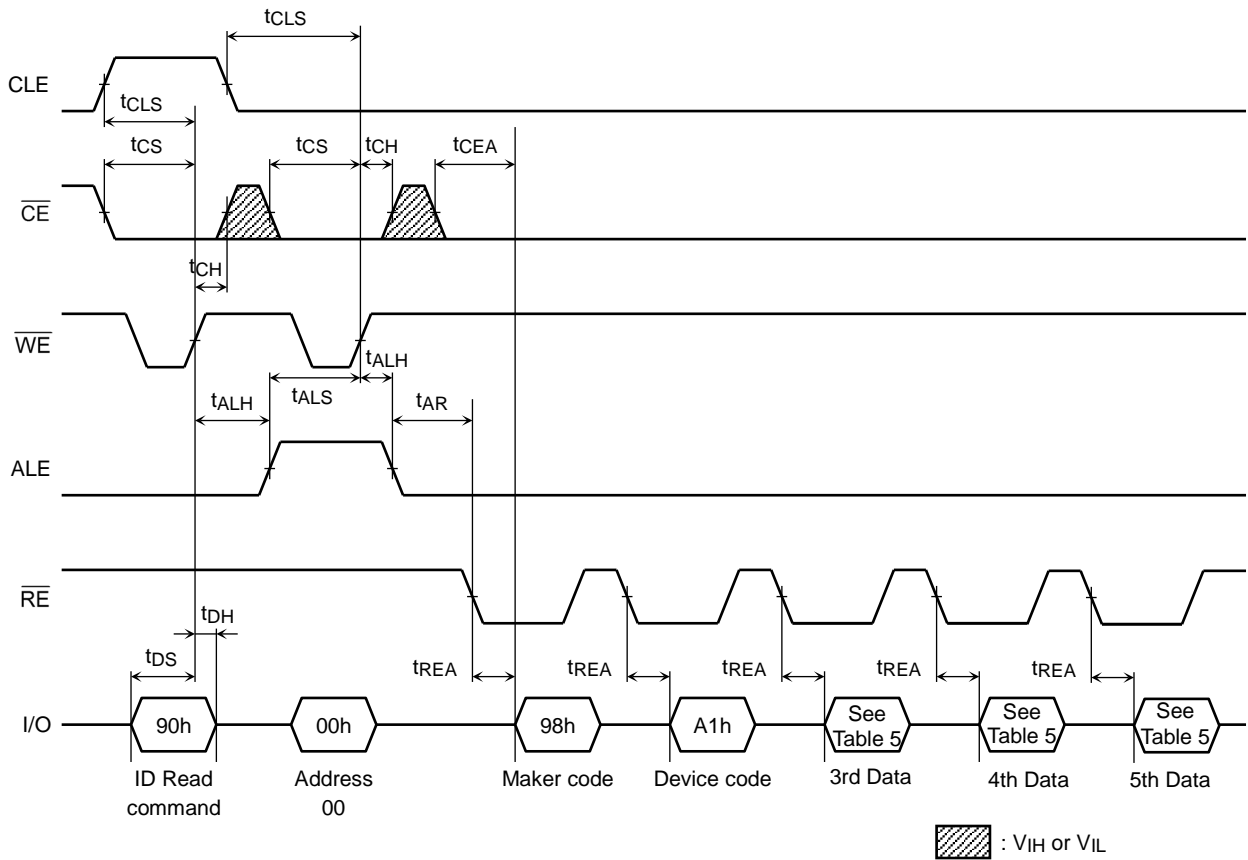 tCLS
CLE
tCLS
tCS
tCS
tCH
tCEA
CE
tCH
WE
tALH
tALH
tALS
tAR
ALE
RE
tDH
tDS
tREA
tREA
tREA
tREA
tREA
I/O
90h
00h
98h
A1h
See
Table 5
See
Table 5
See
Table 5
ID Read
command
Address
00
Maker code
Device code
3rd Data
4th Data
5th Data
: VIH or VIL